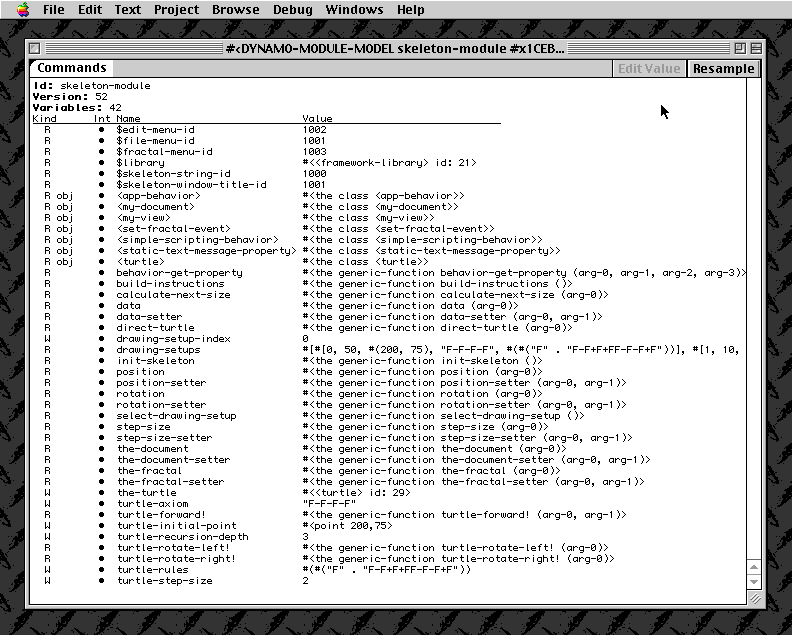 File Edit Text Project Browse Debug Windows Help
#<DYNAMO-MODULE-MODEL skeleton-module #x1CEB...
Commands Edit Value Resample
Id: skeleton-module
Version: 52
Variables: 42
Kind Int Name Value
R ● $edit-menu-id 1002
R ● $file-menu-id 1001
R ● $fractal-menu-id 1003
R ● $library #<<framework-library> id: 21>
R ● $skeleton-string-id 1000
R ● $skeleton-window-title-id 1001
R obj ● <app-behavior> #<the class <app-behavior>>
R obj ● <my-document> #<the class <my-document>>
R obj ● <my-view> #<the class <my-view>>
R obj ● <set-fractal-event> #<the class <set-fractal-event>>
R obj ● <simple-scripting-behavior> #<the class <simple-scripting-behavior>>
R obj ● <static-text-message-property> #<the class <static-text-message-property>>
R obj ● <turtle> #<the class <turtle>>
R ● behavior-get-property #<the generic-function behavior-get-property (arg-0, arg-1, arg-2, arg-3)>
R ● build-instructions #<the generic-function build-instructions ()>
R ● calculate-next-size #<the generic-function calculate-next-size (arg-0)>
R ● data #<the generic-function data (arg-0)>
R ● data-setter #<the generic-function data-setter (arg-0, arg-1)>
R ● direct-turtle #<the generic-function direct-turtle (arg-0)>
W ● drawing-setup-index 0
R ● drawing-setups #[#[0, 50, #(200, 75), "F-F-F-F", #(#("F" . "F-F+F+FF-F-F+F"))], #[1, 10,
R ● init-skeleton #<the generic-function init-skeleton ()>
R ● position #<the generic-function position (arg-0)>
R ● position-setter #<the generic-function position-setter (arg-0, arg-1)>
R ● rotation #<the generic-function rotation (arg-0)>
R ● rotation-setter #<the generic-function rotation-setter (arg-0, arg-1)>
R ● select-drawing-setup #<the generic-function select-drawing-setup ()>
R ● step-size #<the generic-function step-size (arg-0)>
R ● step-size-setter #<the generic-function step-size-setter (arg-0, arg-1)>
R ● the-document #<the generic-function the-document (arg-0)>
R ● the-document-setter #<the generic-function the-document-setter (arg-0, arg-1)>
R ● the-fractal #<the generic-function the-fractal (arg-0)>
R ● the-fractal-setter #<the generic-function the-fractal-setter (arg-0, arg-1)>
W ● the-turtle #<<turtle> id: 29>
W ● turtle-axiom "F-F-F-F"
R ● turtle-forward! #<the generic-function turtle-forward! (arg-0, arg-1)>
W ● turtle-initial-point #<point 200,75>
W ● turtle-recursion-depth 3
R ● turtle-rotate-left! #<the generic-function turtle-rotate-left! (arg-0, arg-1)>
R ● turtle-rotate-right! #<the generic-function turtle-rotate-right! (arg-0, arg-1)>
W ● turtle-rules #(#("F" . "F-F+F+FF-F-F+F"))
W ● turtle-step-size 2